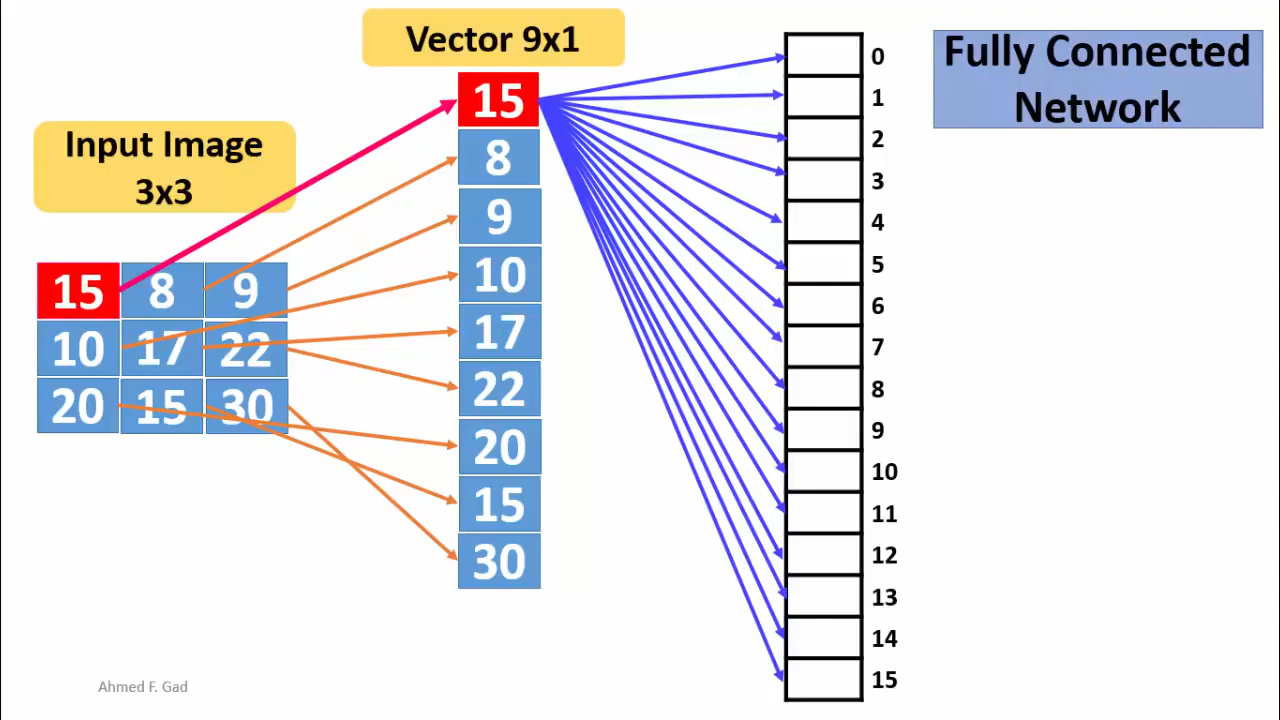 Vector 9x1
Fully Connected
Network
Input Image
3x3
15 8 9
10 17 22
20 15 30
15
8
9
10
17
22
20
15
30
0
1
2
3
4
5
6
7
8
9
10
11
12
13
14
15
Ahmed F. Gad